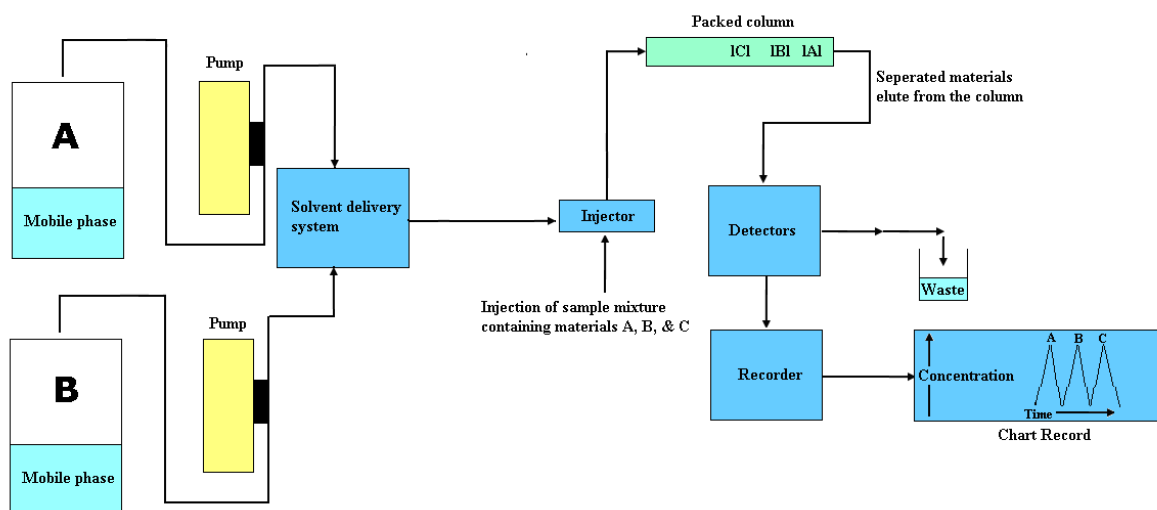 Packed column
lCl lBl lAl
Pump
Seperated materials
elute from the column
A
Mobile phase
Solvent delivery
system
Injector
Detectors
Waste
Injection of sample mixture
containing materials A, B, & C
Pump
B
Mobile phase
Recorder
A B C
Concentration
Time
Chart Record